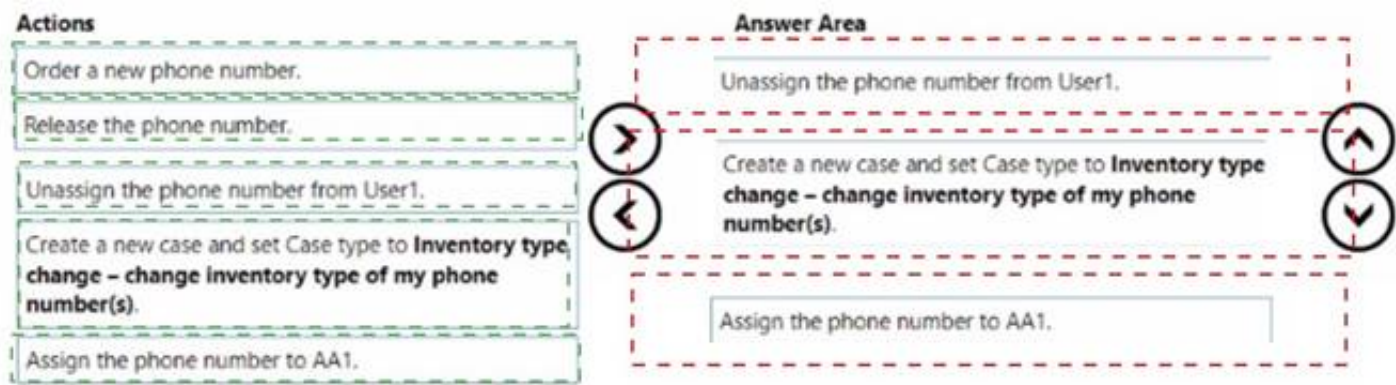 Actions
Order a new phone number.
Release the phone number.
Unassign the phone number from User1.
Create a new case and set Case type to Inventory type
change – change inventory type of my phone
number(s).
Assign the phone number to AA1.
Answer Area
Unassign the phone number from User1.
Create a new case and set Case type to Inventory type
change – change inventory type of my phone
number(s).
Assign the phone number to AA1.